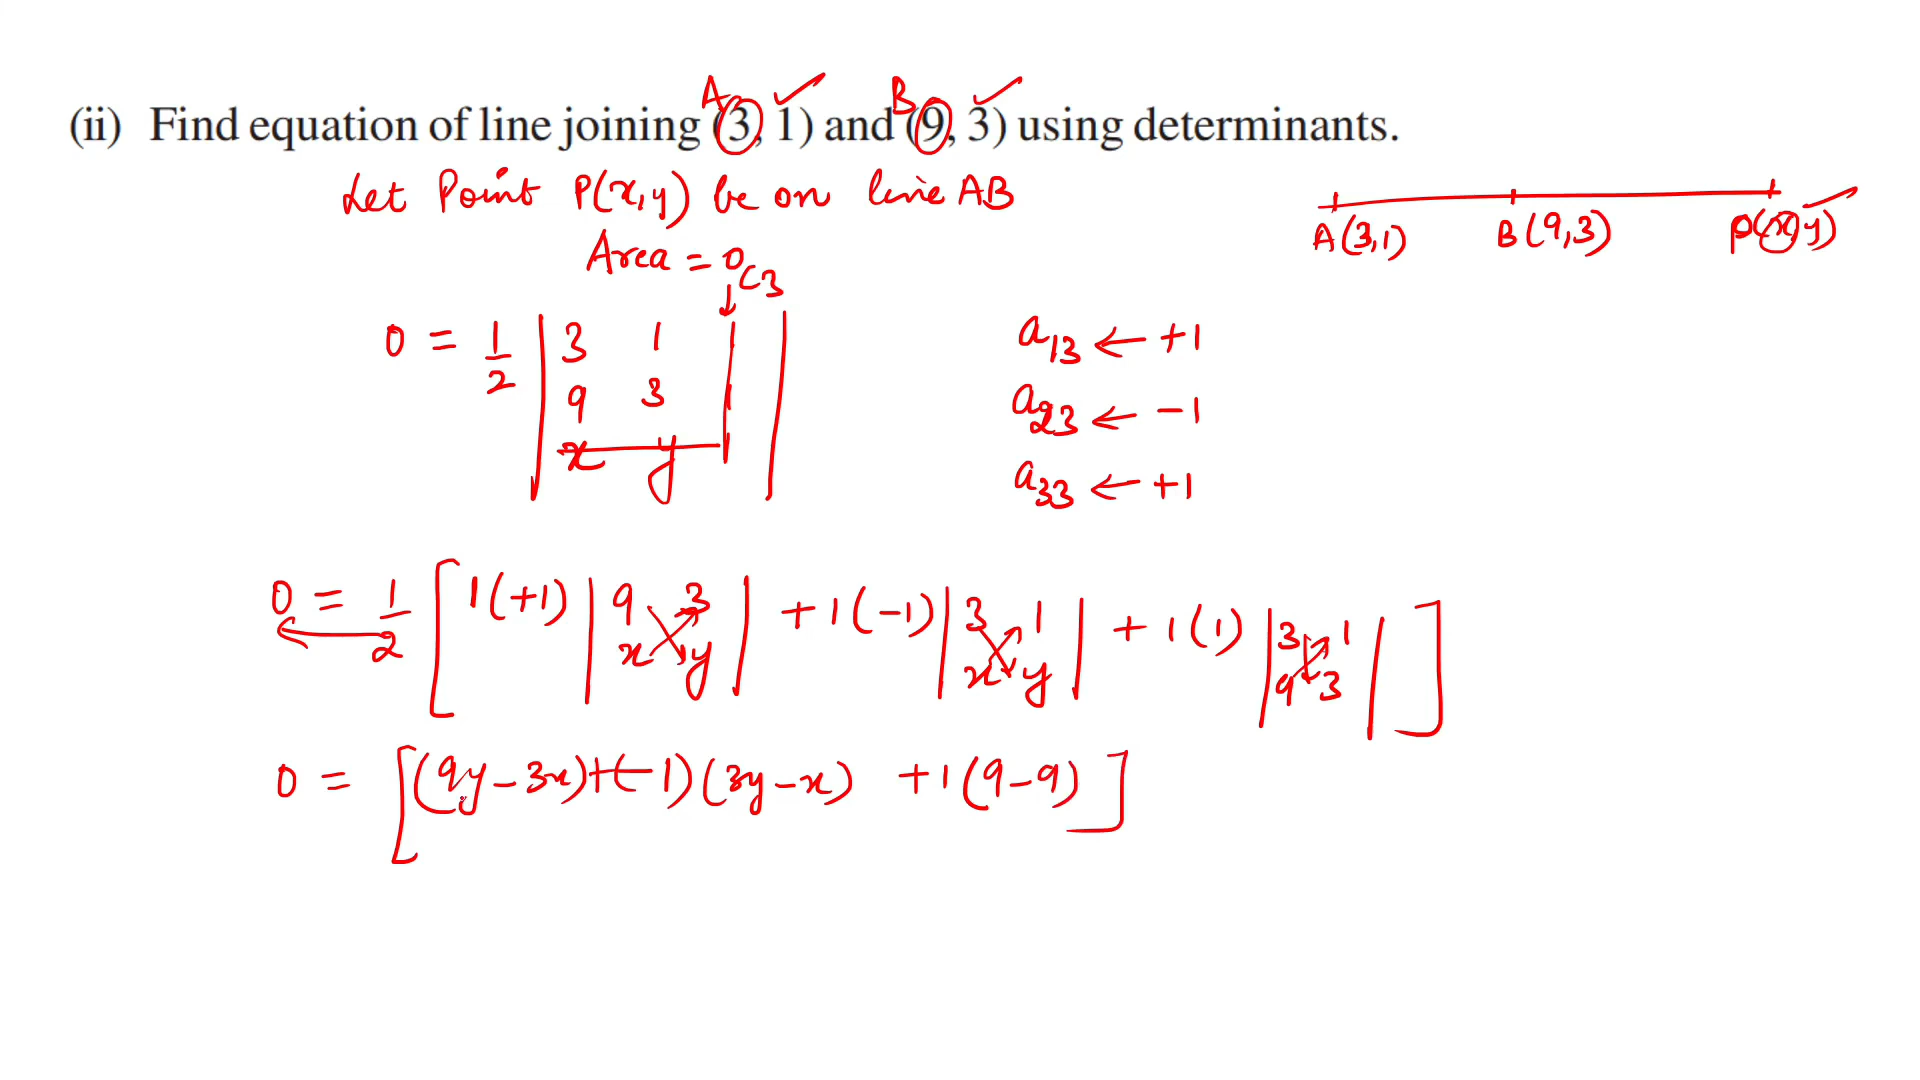 (ii) Find equation of line joining (3, 1) and (9, 3) using determinants.
A B
Let Point P(x,y) be on line AB
A(3,1) B(9,3) P(x,y)
Area = 0
C3
0 = 1/2 | 3 1 1 |
9 3 1
x y 1
a13 ← +1
a23 ← -1
a33 ← +1
0 = 1/2 [ 1(+1) | 9 3 | + 1(-1) | 3 1 | + 1(1) | 3 1 | ]
x y x y 9 3
0 = [(9y-3x)+(-1)(3y-x) +1(9-9)]